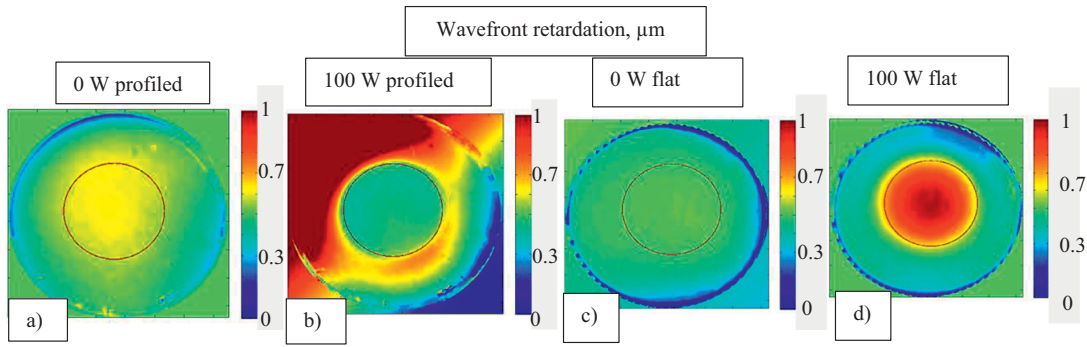 Wavefront retardation, µm
0 W profiled
100 W profiled
0 W flat
100 W flat
1
0.7
0.3
0
1
0.7
0.3
0
1
0.7
0.3
0
1
0.7
0.3
0
a)
b)
c)
d)